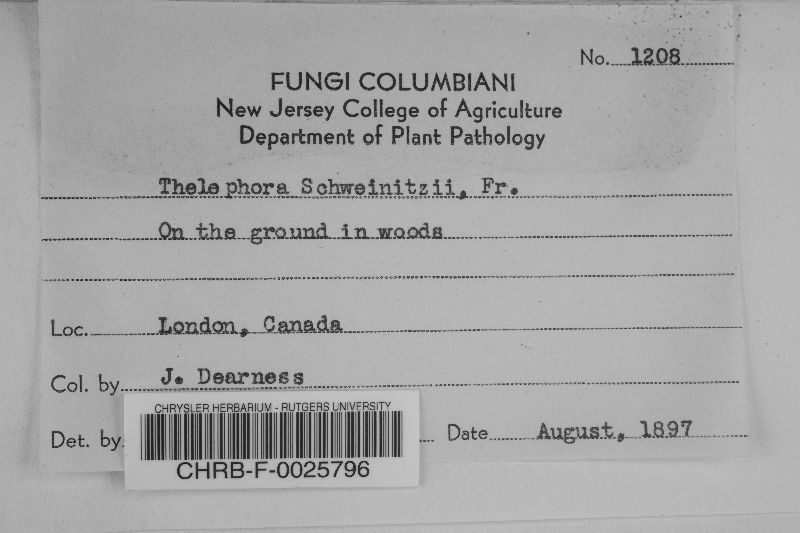 No. 1208
FUNGI COLUMBIANI
New Jersey College of Agriculture
Department of Plant Pathology
Thelephora Schweinitzii, Fr.
On the ground in woods
Loc. London, Canada
Col. by J. Dearness
Det. by Date August, 1897
CHRYSLER HERBARIUM - RUTGERS UNIVERSITY
CHRB-F-0025796